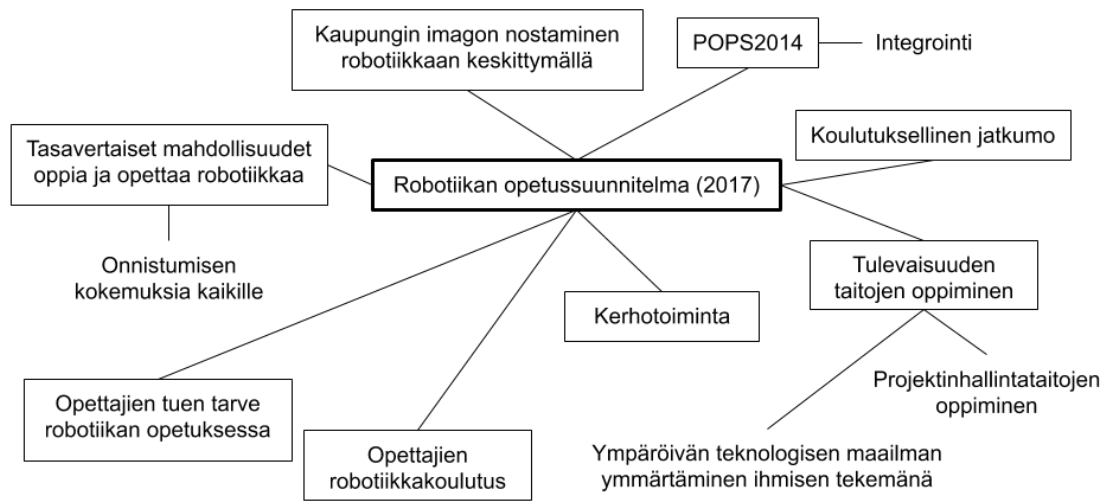 Kaupungin imagon nostaminen
robotiikkaan keskittymällä
POPS2014
Integrointi
Koulutuksellinen jatkumo
Tasavertaiset mahdollisuudet
oppia ja opettaa robotiikkaa
Robotiikan opetussuunnitelma (2017)
Onnistumisen
kokemuksia kaikille
Tulevaisuuden
taitojen oppiminen
Kerhotoiminta
Projektinhallintataitojen
oppiminen
Opettajien tuen tarve
robotiikan opetuksessa
Opettajien
robotiikkakoulutus
Ympäröivän teknologisen maailman
ymmärtäminen ihmisen tekemänä